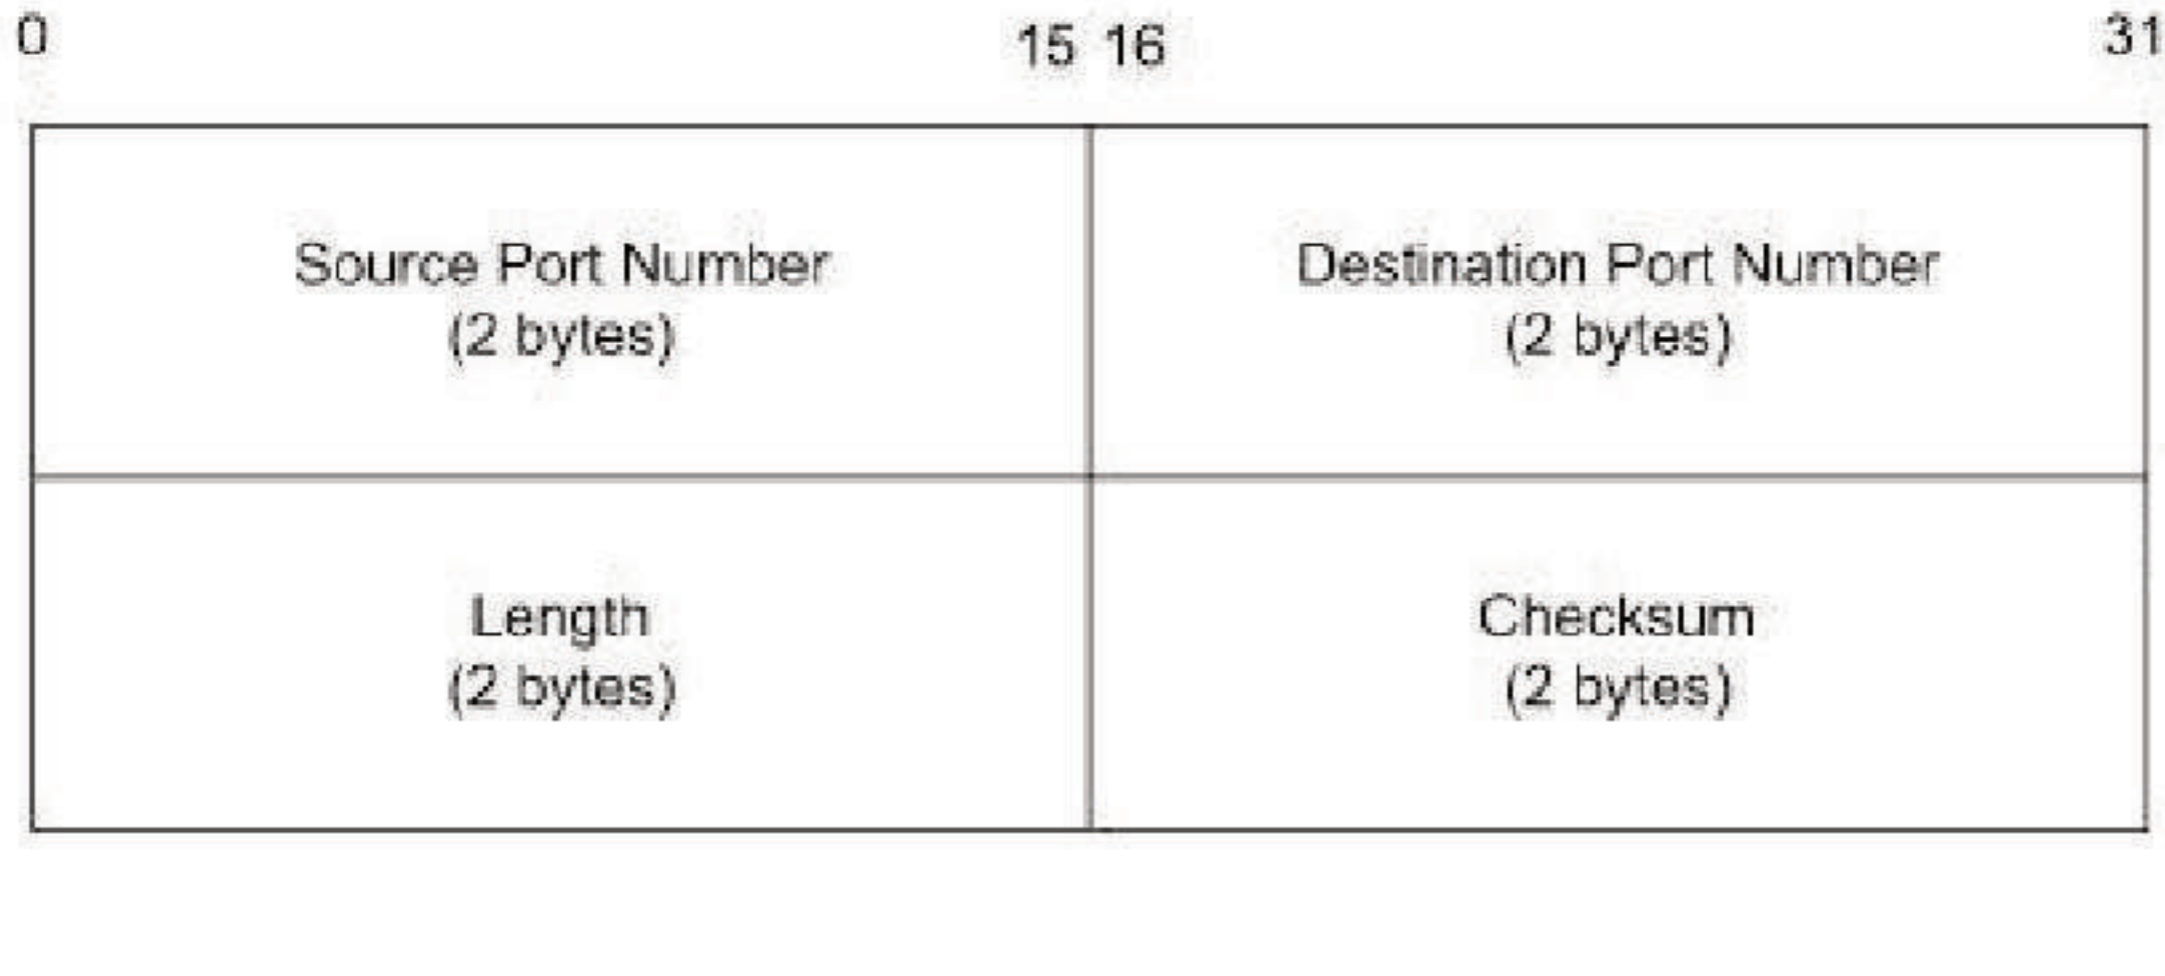 0 15 16 31
Source Port Number
(2 bytes)
Destination Port Number
(2 bytes)
Length
(2 bytes)
Checksum
(2 bytes)